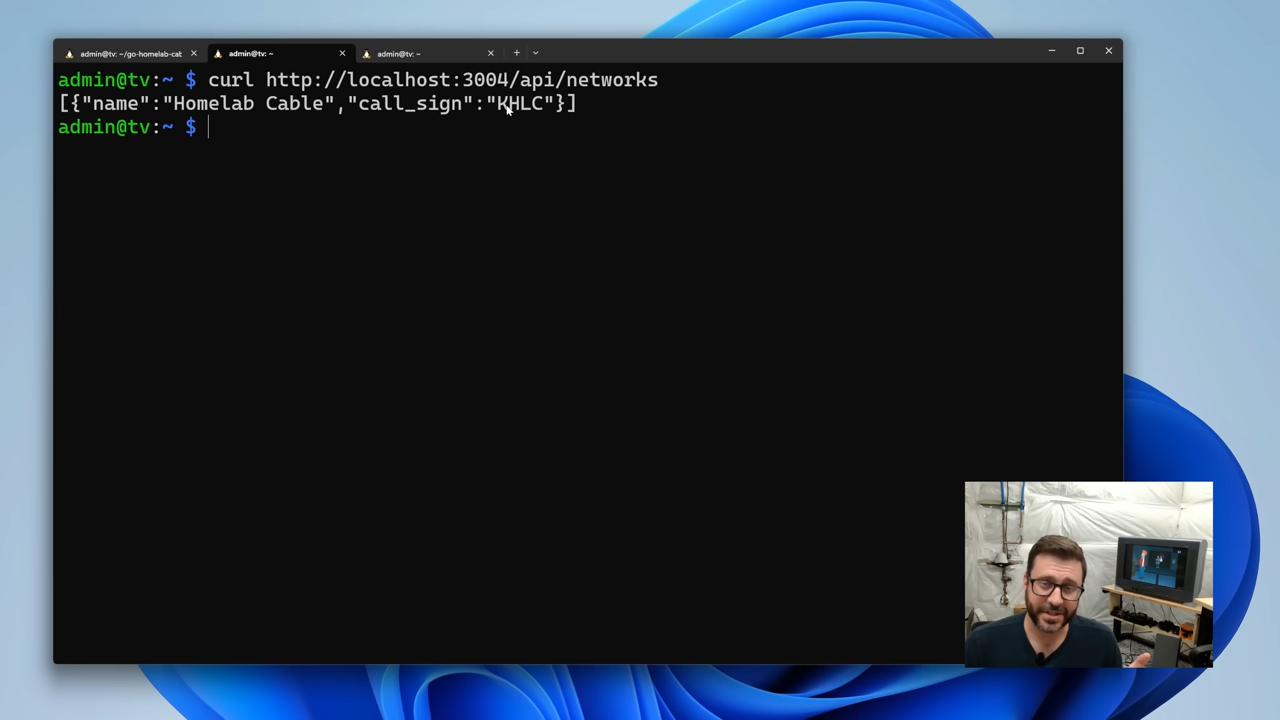 admin@tv: ~/go-homelab-cat
admin@tv: ~
admin@tv: ~
admin@tv:~ $ curl http://localhost:3004/api/networks
[{"name":"Homelab Cable","call_sign":"KHLC"}]
admin@tv:~ $